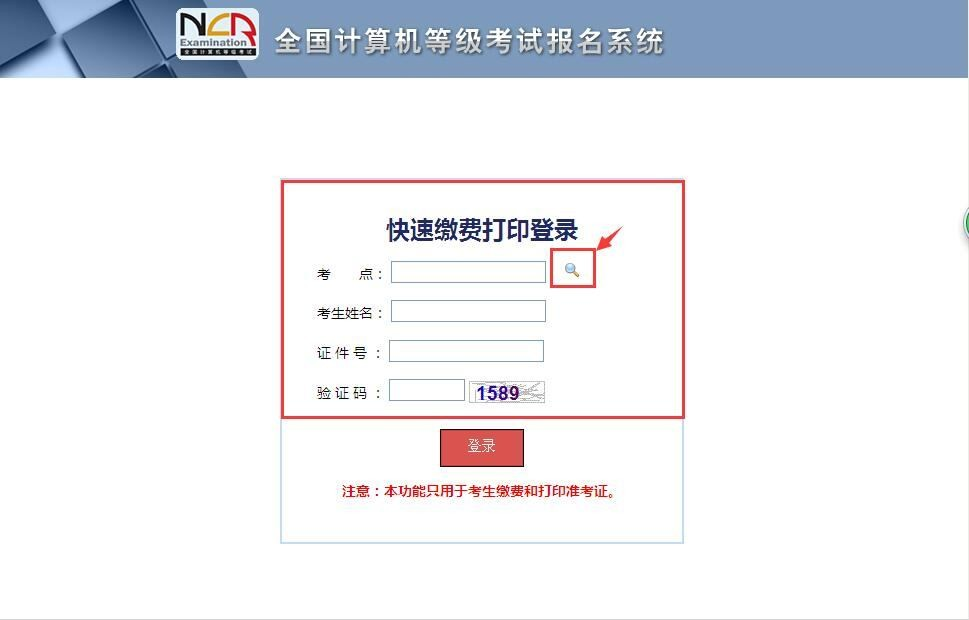 NCR
Examination
全国计算机等级考试
全国计算机等级考试报名系统
快速缴费打印登录
考 点：
考生姓名：
证 件 号 ：
验 证 码 ：
1589
登录
注意：本功能只用于考生缴费和打印准考证。